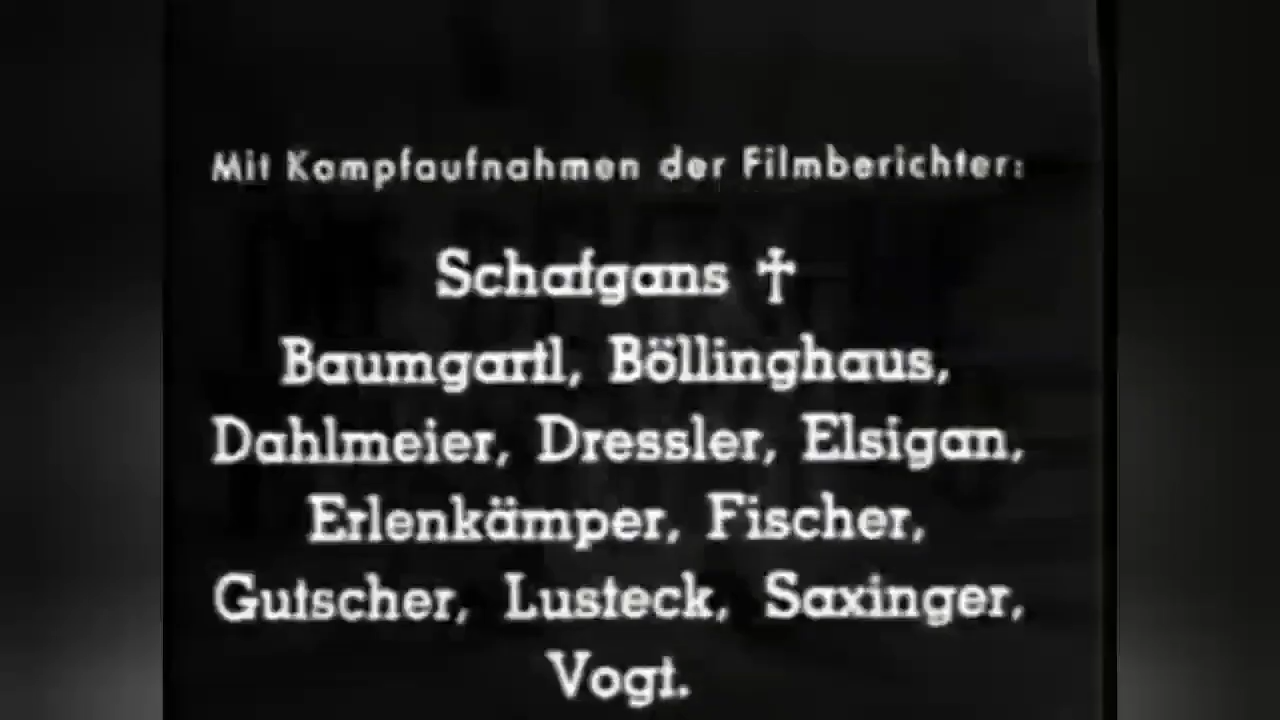 Mit Kampfaufnahmen der Filmberichter:
Schafgans †
Baumgartl, Böllinghaus,
Dahlmeier, Dressler, Elsigan,
Erlenkämper, Fischer,
Gutscher, Lusteck, Saxinger,
Vogt.